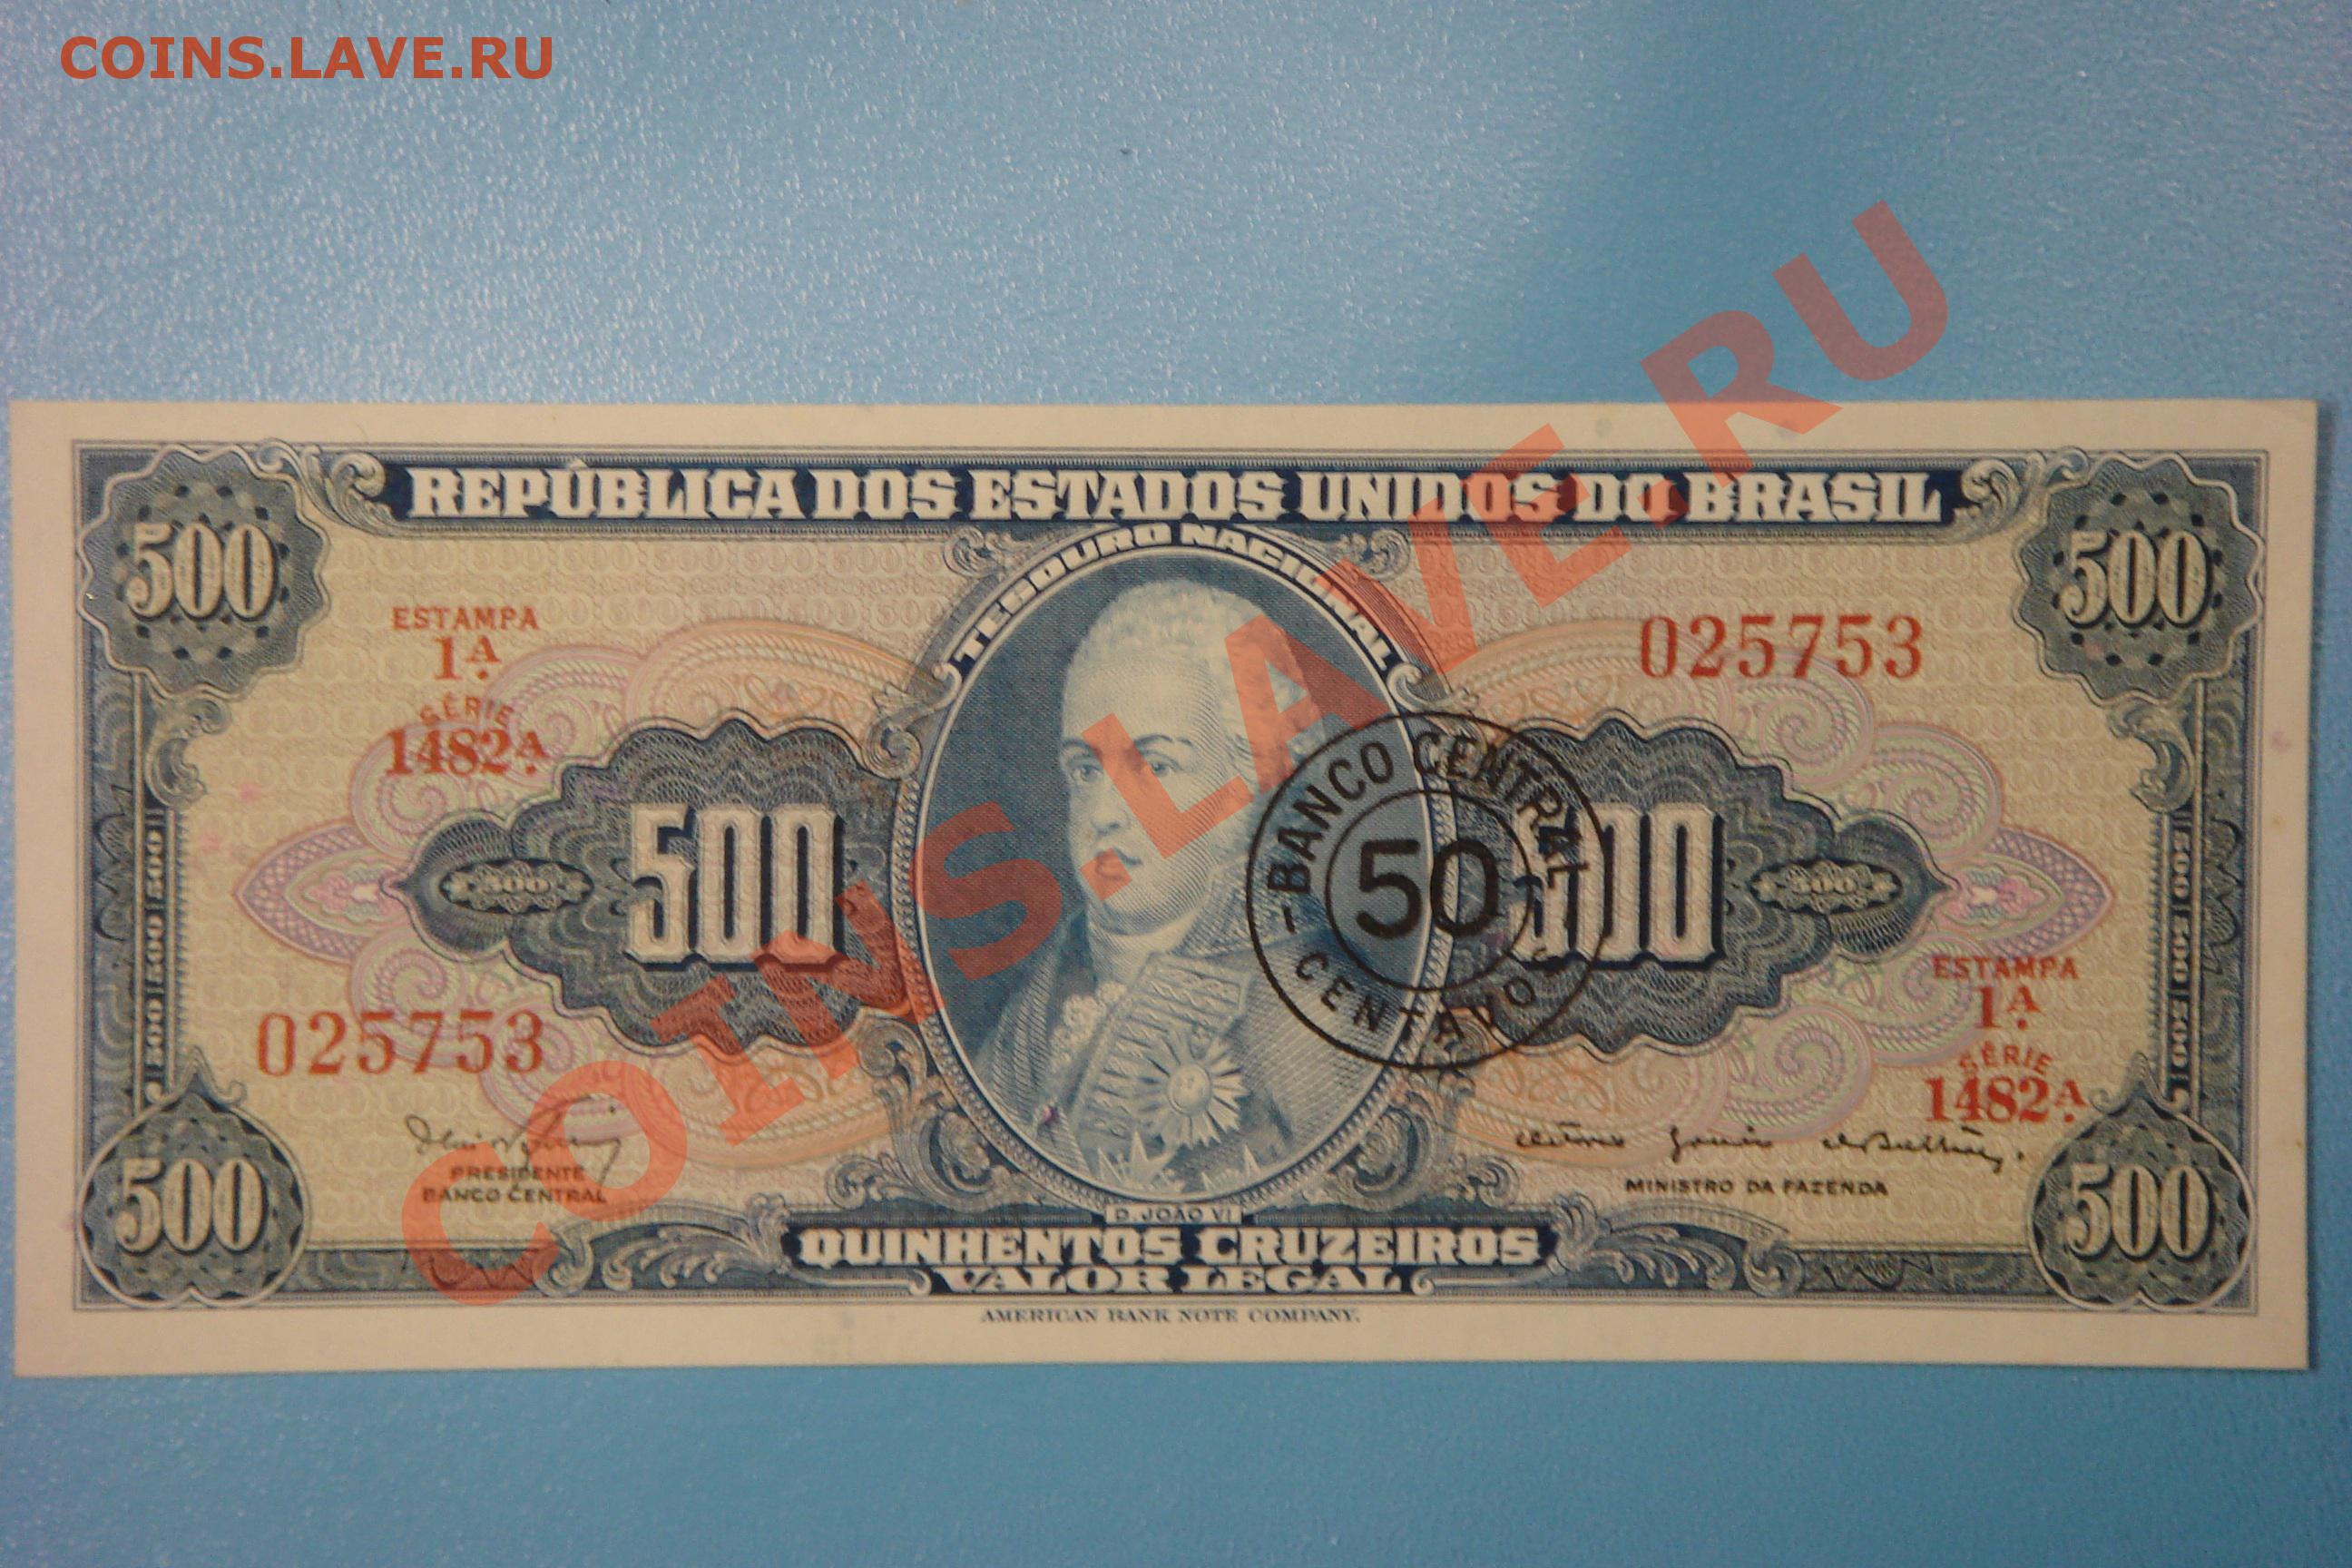 COINS.LAVE.RU
REPÚBLICA DOS ESTADOS UNIDOS DO BRASIL
TESOURO NACIONAL
500
500
ESTAMPA
1ª.
SÉRIE
1482ª.
025753
500
500
BANCO CENTRAL
50
CENTAVOS
500
500
025753
ESTAMPA
1ª.
SÉRIE
1482ª.
PRESIDENTE
BANCO CENTRAL
MINISTRO DA FAZENDA
500
500
D. JOÃO VI
QUINHENTOS CRUZEIROS
VALOR LEGAL
AMERICAN BANK NOTE COMPANY.
COINS.LAVE.RU